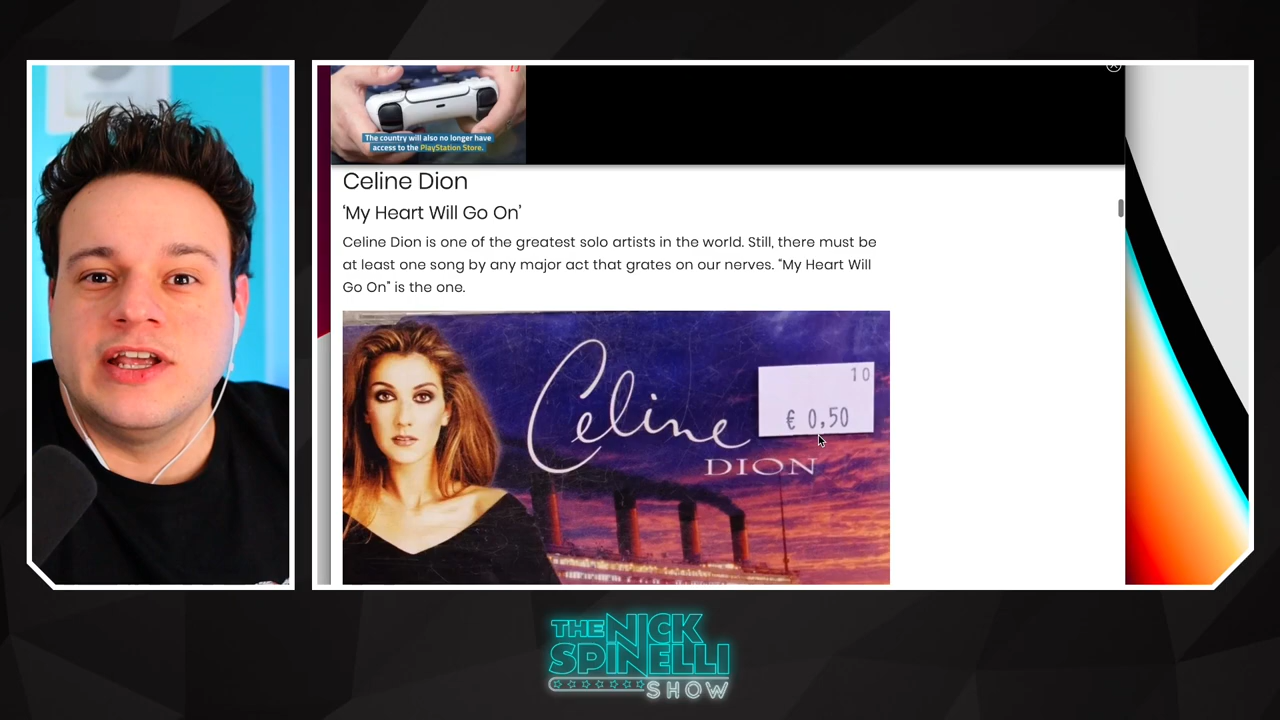 The country will also no longer have
access to the PlayStation Store.
Celine Dion
‘My Heart Will Go On’
Celine Dion is one of the greatest solo artists in the world. Still, there must be
at least one song by any major act that grates on our nerves. "My Heart Will
Go On" is the one.
10
€ 0,50
Celine
DION
THE NICK
SPINELLI
SHOW